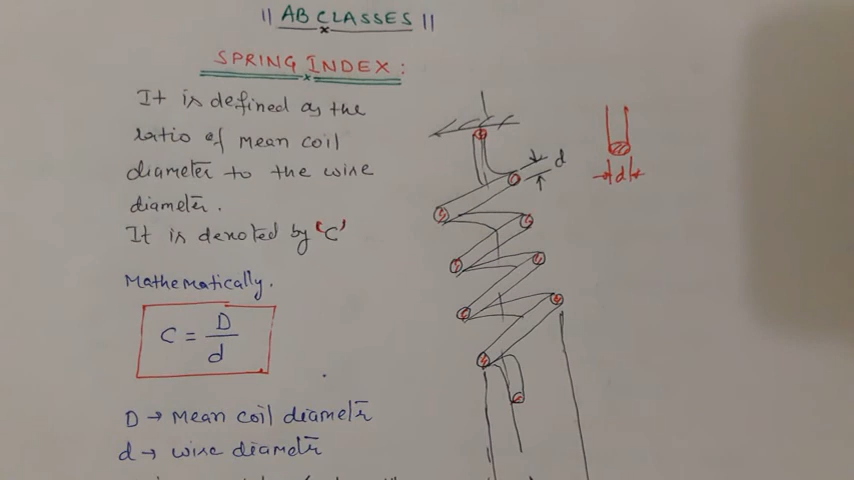 || AB CLASSES ||
SPRING INDEX:
It is defined as the
ratio of mean coil
diameter to the wire
diameter.
It is denoted by 'C'
Mathematically.
C = D/d
D → Mean coil diameter
d → wire diameter
d
d